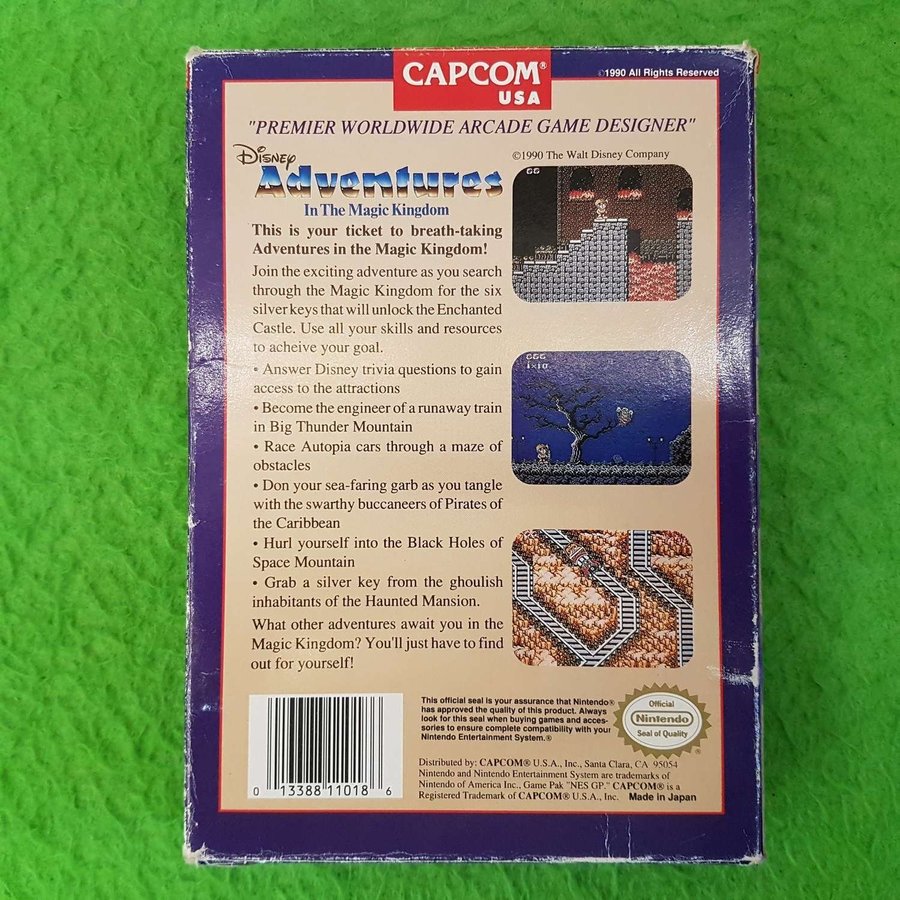 CAPCOM®
USA
©1990 All Rights Reserved
"PREMIER WORLDWIDE ARCADE GAME DESIGNER"
Disney
Adventures
In The Magic Kingdom
©1990 The Walt Disney Company
This is your ticket to breath-taking
Adventures in the Magic Kingdom!
Join the exciting adventure as you search
through the Magic Kingdom for the six
silver keys that will unlock the Enchanted
Castle. Use all your skills and resources
to acheive your goal.
• Answer Disney trivia questions to gain
access to the attractions
• Become the engineer of a runaway train
in Big Thunder Mountain
• Race Autopia cars through a maze of
obstacles
• Don your sea-faring garb as you tangle
with the swarthy buccaneers of Pirates of
the Caribbean
• Hurl yourself into the Black Holes of
Space Mountain
• Grab a silver key from the ghoulish
inhabitants of the Haunted Mansion.
What other adventures await you in the
Magic Kingdom? You'll just have to find
out for yourself!
1×10
0 13388 11018 6
This official seal is your assurance that Nintendo®
has approved the quality of this product. Always
look for this seal when buying games and acces-
sories to ensure complete compatibility with your
Nintendo Entertainment System.®
Official
Nintendo
Seal of Quality
Distributed by: CAPCOM® U.S.A., Inc., Santa Clara, CA 95054
Nintendo and Nintendo Entertainment System are trademarks of
Nintendo of America Inc., Game Pak "NES GP." CAPCOM® is a
Registered Trademark of CAPCOM® U.S.A., Inc. Made in Japan